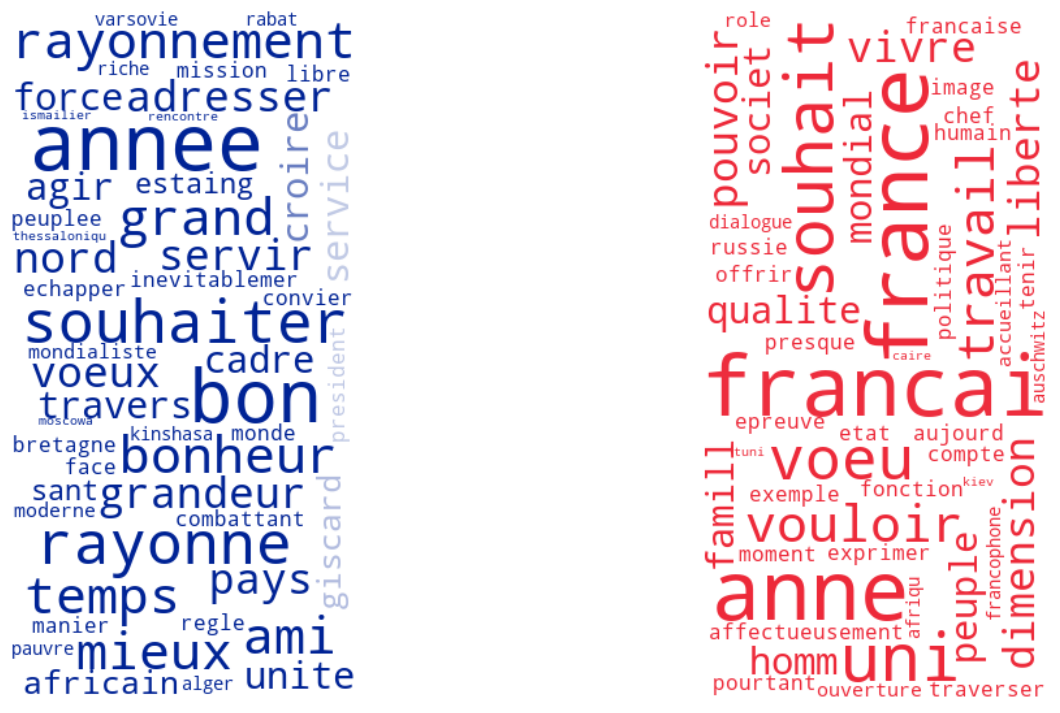 varsovie rabat
rayonnement
riche mission libre
force adresser
ismailier rencontre
annee
croire
service
agir estaing
peuplee grand
thessaloniqu
nord servir
inevitablemer
echapper convier
souhaiter
president
mondialiste cadre
voeux bon
travers
moscowa
kinshasa monde
bretagne bonheur
face
giscard
sant grandeur
moderne combattant
rayonne
temps pays
manier regle ami
pauvre mieux
africain alger unite
role francaise
pouvoir
societ
souhait
vivre
mondial
france
image
chef
humain
liberte
travail
dialogue
russie
offrir
politique
accueillant
tenir
qualite
auschwitz
presque
caire
francai
epreuve etat aujourd
famill
tuni voeu compte
exemple fonction kiev
dimension
vouloir
francophone
moment exprimer
peuple
anne
afriqu
affectueusement
homm uni
pourtant ouverture traverser